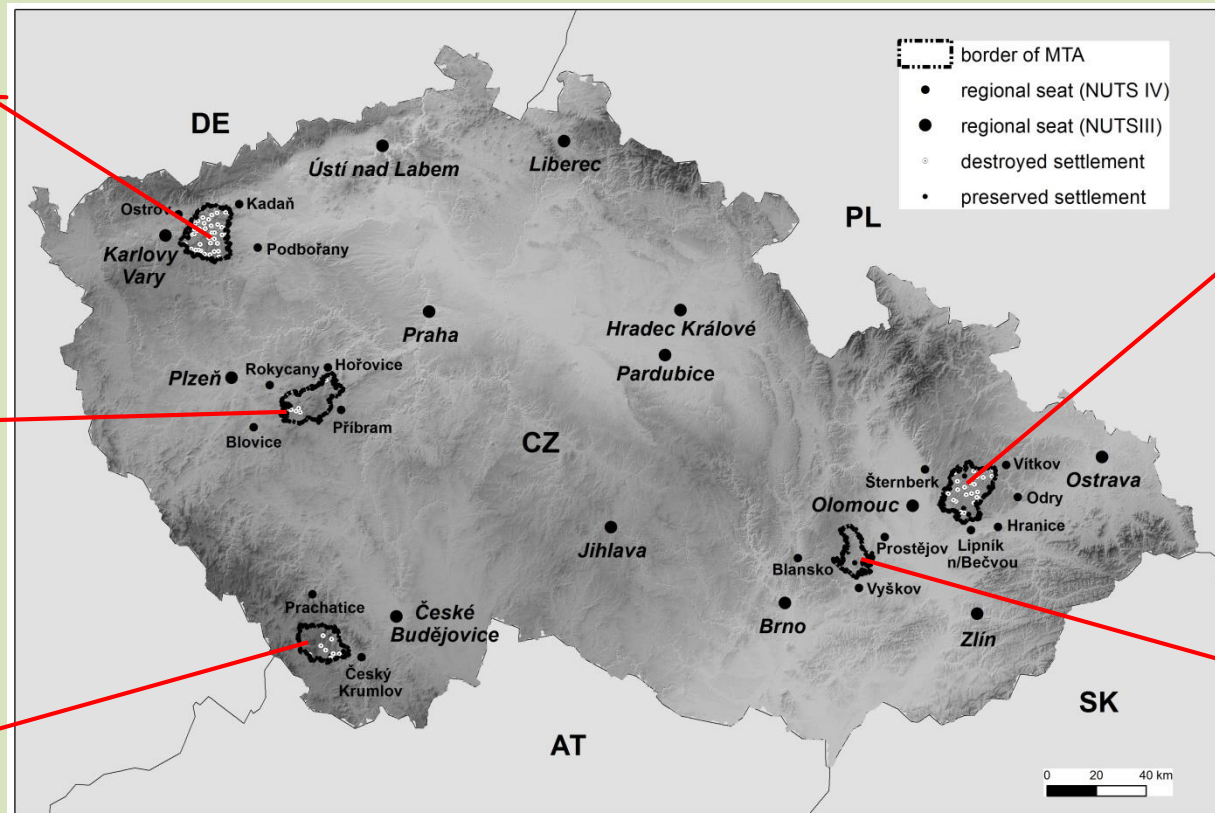 border of MTA
regional seat (NUTS IV)
regional seat (NUTSIII)
destroyed settlement
preserved settlement
DE
Ústí nad Labem
Liberec
PL
Ostrov
Kadaň
Karlovy
Vary
Podbořany
Praha
Hradec Králové
Pardubice
Plzeň
Rokycany
Hořovice
Příbram
Blovice
CZ
Šternberk
Vítkov
Ostrava
Olomouc
Odry
Hranice
Lipník
n/Bečvou
Jihlava
Prostějov
Blansko
Vyškov
Brno
Zlín
Prachatice
České
Budějovice
Český
Krumlov
AT
SK
0 20 40 km